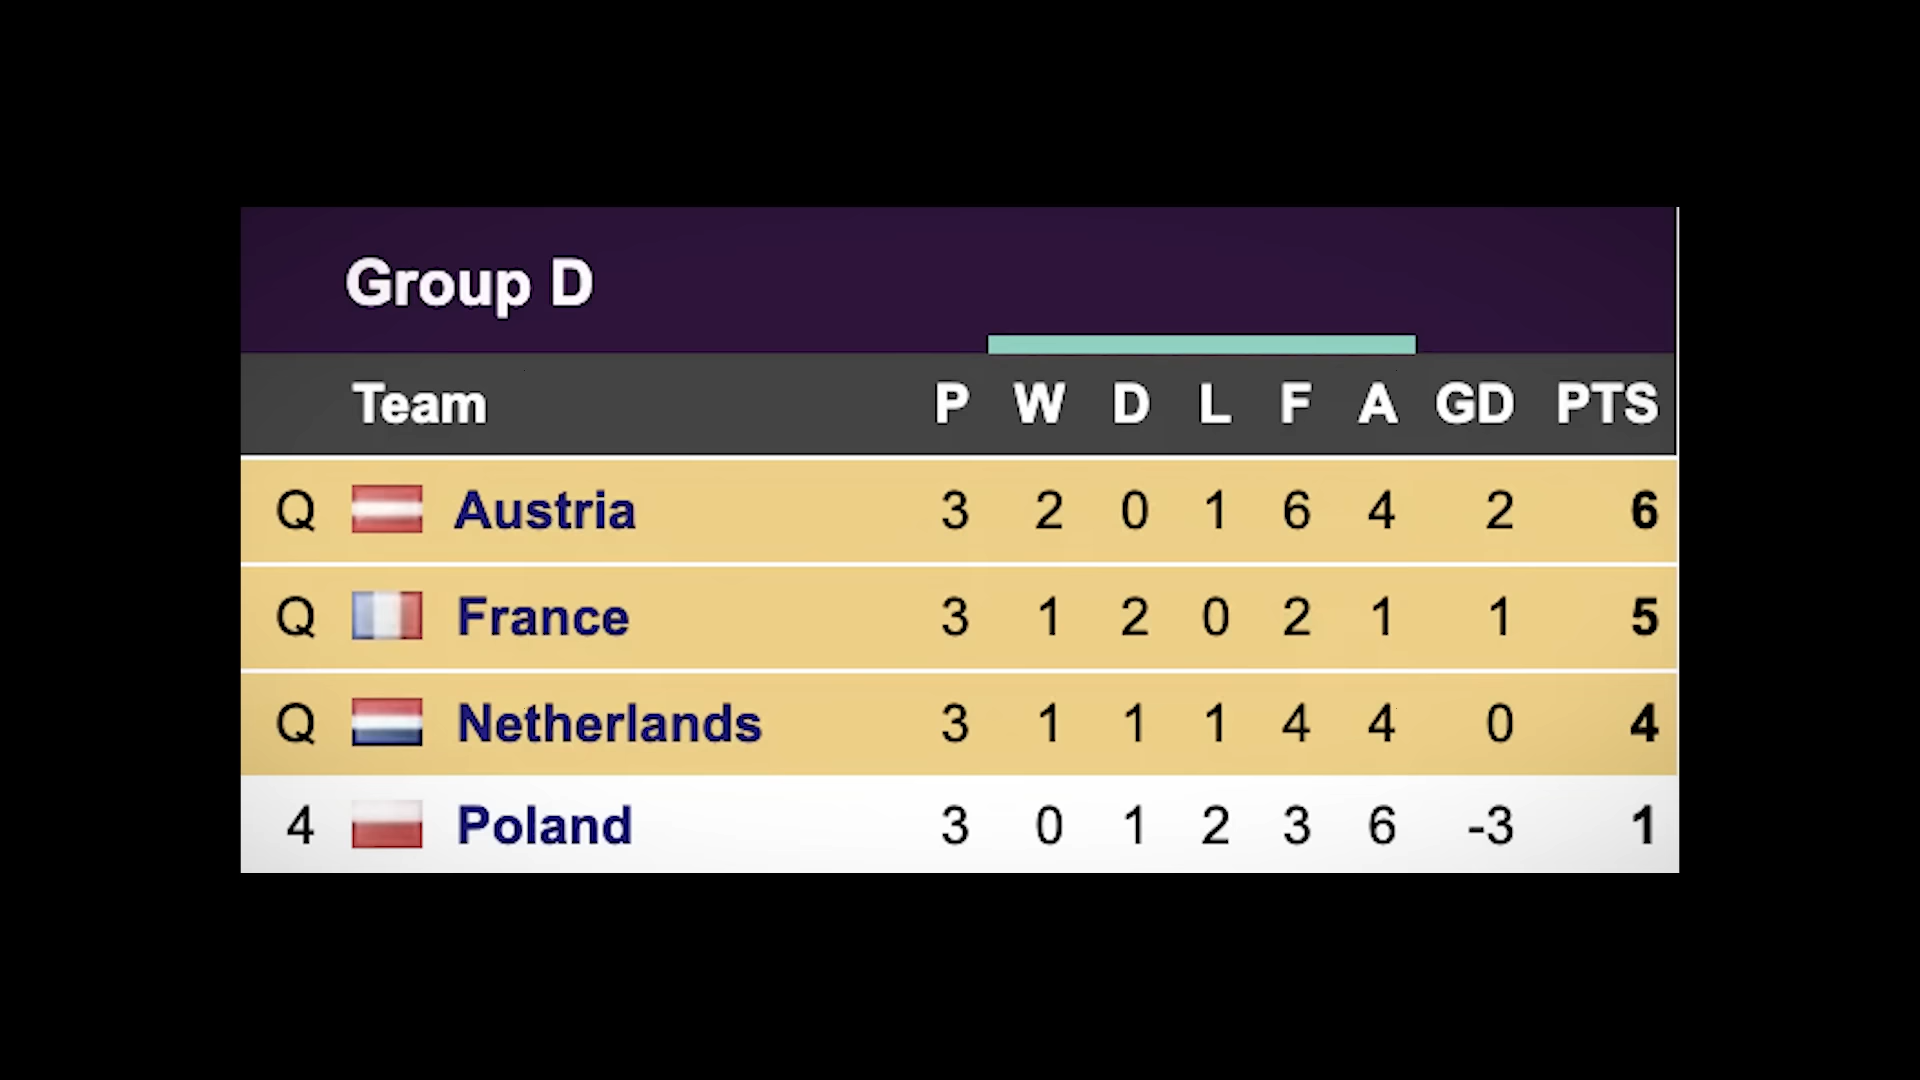 Group D
Team P W D L F A GD PTS
Q Austria 3 2 0 1 6 4 2 6
Q France 3 1 2 0 2 1 1 5
Q Netherlands 3 1 1 1 4 4 0 4
4 Poland 3 0 1 2 3 6 -3 1